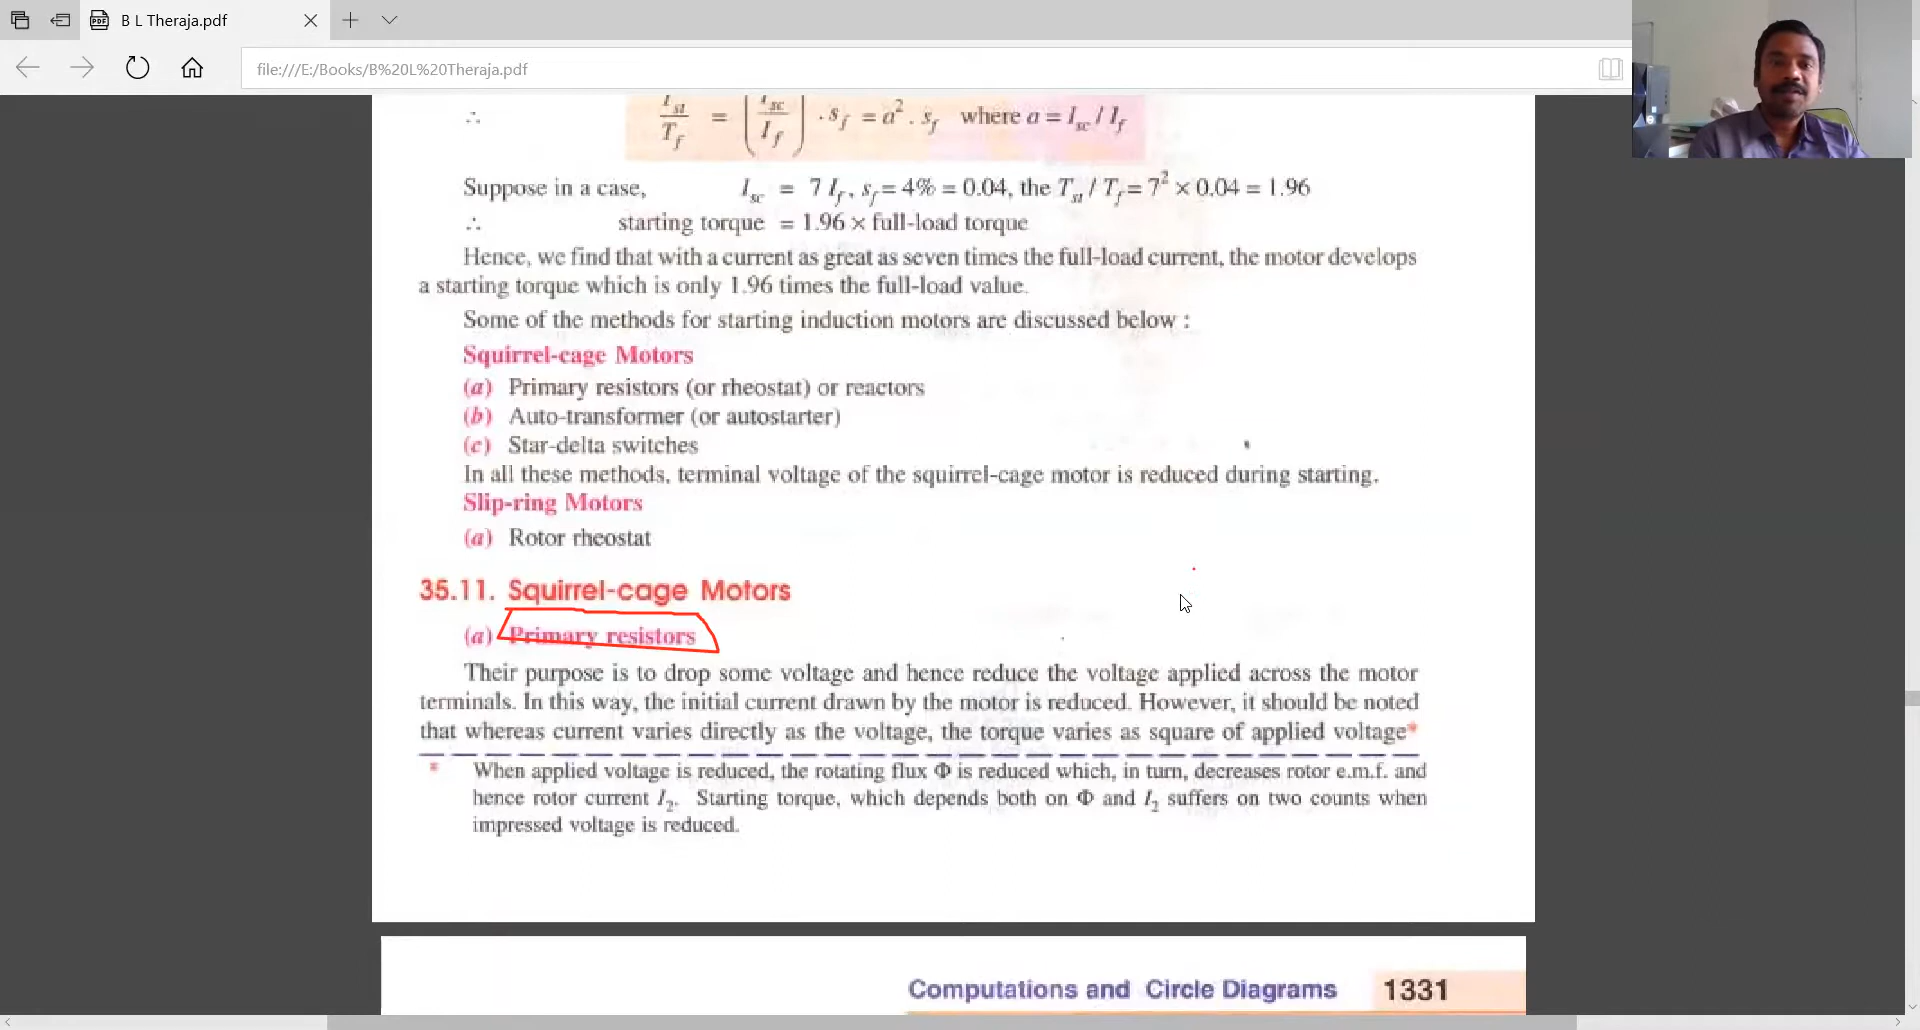 B L Theraja.pdf
file:///E:/Books/B%20L%20Theraja.pdf
∴ I_st / T_f = (I_sc / I_f) · s_f = a² . s_f where a = I_sc / I_f
Suppose in a case, I_sc = 7 I_f, s_f = 4% = 0.04, the T_st / T_f = 7² × 0.04 = 1.96
∴ starting torque = 1.96 × full-load torque
Hence, we find that with a current as great as seven times the full-load current, the motor develops
a starting torque which is only 1.96 times the full-load value.
Some of the methods for starting induction motors are discussed below :
Squirrel-cage Motors
(a) Primary resistors (or rheostat) or reactors
(b) Auto-transformer (or autostarter)
(c) Star-delta switches
In all these methods, terminal voltage of the squirrel-cage motor is reduced during starting.
Slip-ring Motors
(a) Rotor rheostat
35.11. Squirrel-cage Motors
(a) Primary resistors
Their purpose is to drop some voltage and hence reduce the voltage applied across the motor
terminals. In this way, the initial current drawn by the motor is reduced. However, it should be noted
that whereas current varies directly as the voltage, the torque varies as square of applied voltage*
* When applied voltage is reduced, the rotating flux Φ is reduced which, in turn, decreases rotor e.m.f. and
hence rotor current I₂. Starting torque, which depends both on Φ and I₂ suffers on two counts when
impressed voltage is reduced.
Computations and Circle Diagrams 1331